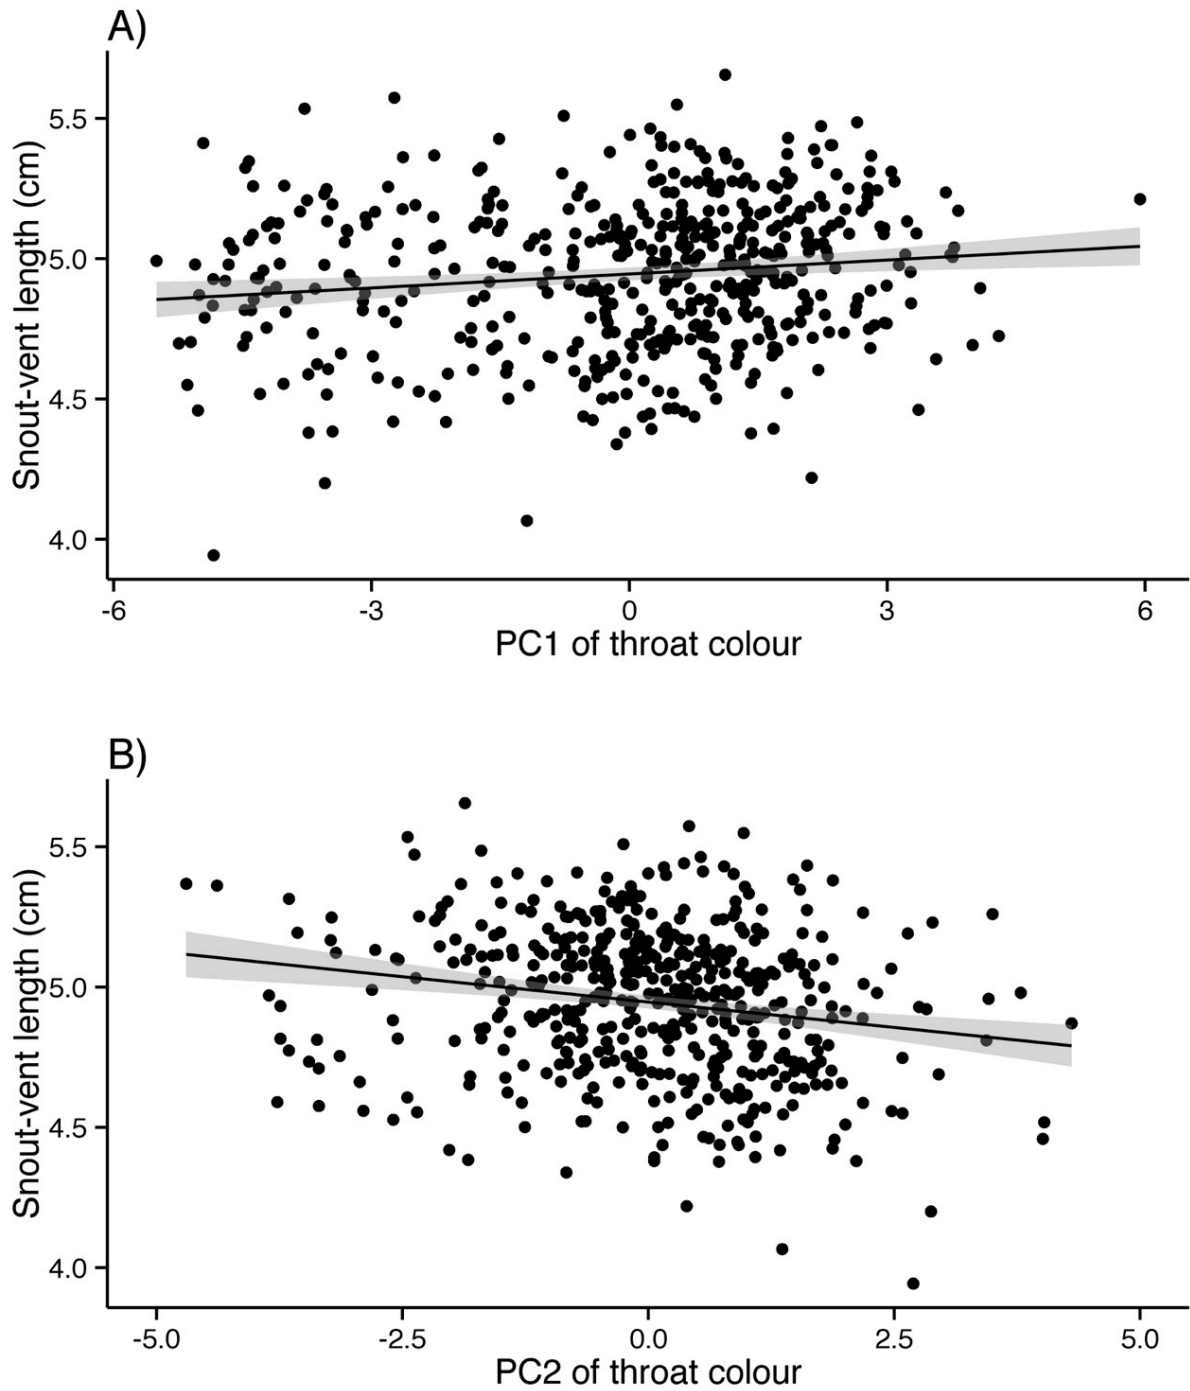 A)
5.5
5.0
4.5
4.0
Snout-vent length (cm)
-6 -3 0 3 6
PC1 of throat colour
B)
5.5
5.0
4.5
4.0
Snout-vent length (cm)
-5.0 -2.5 0.0 2.5 5.0
PC2 of throat colour